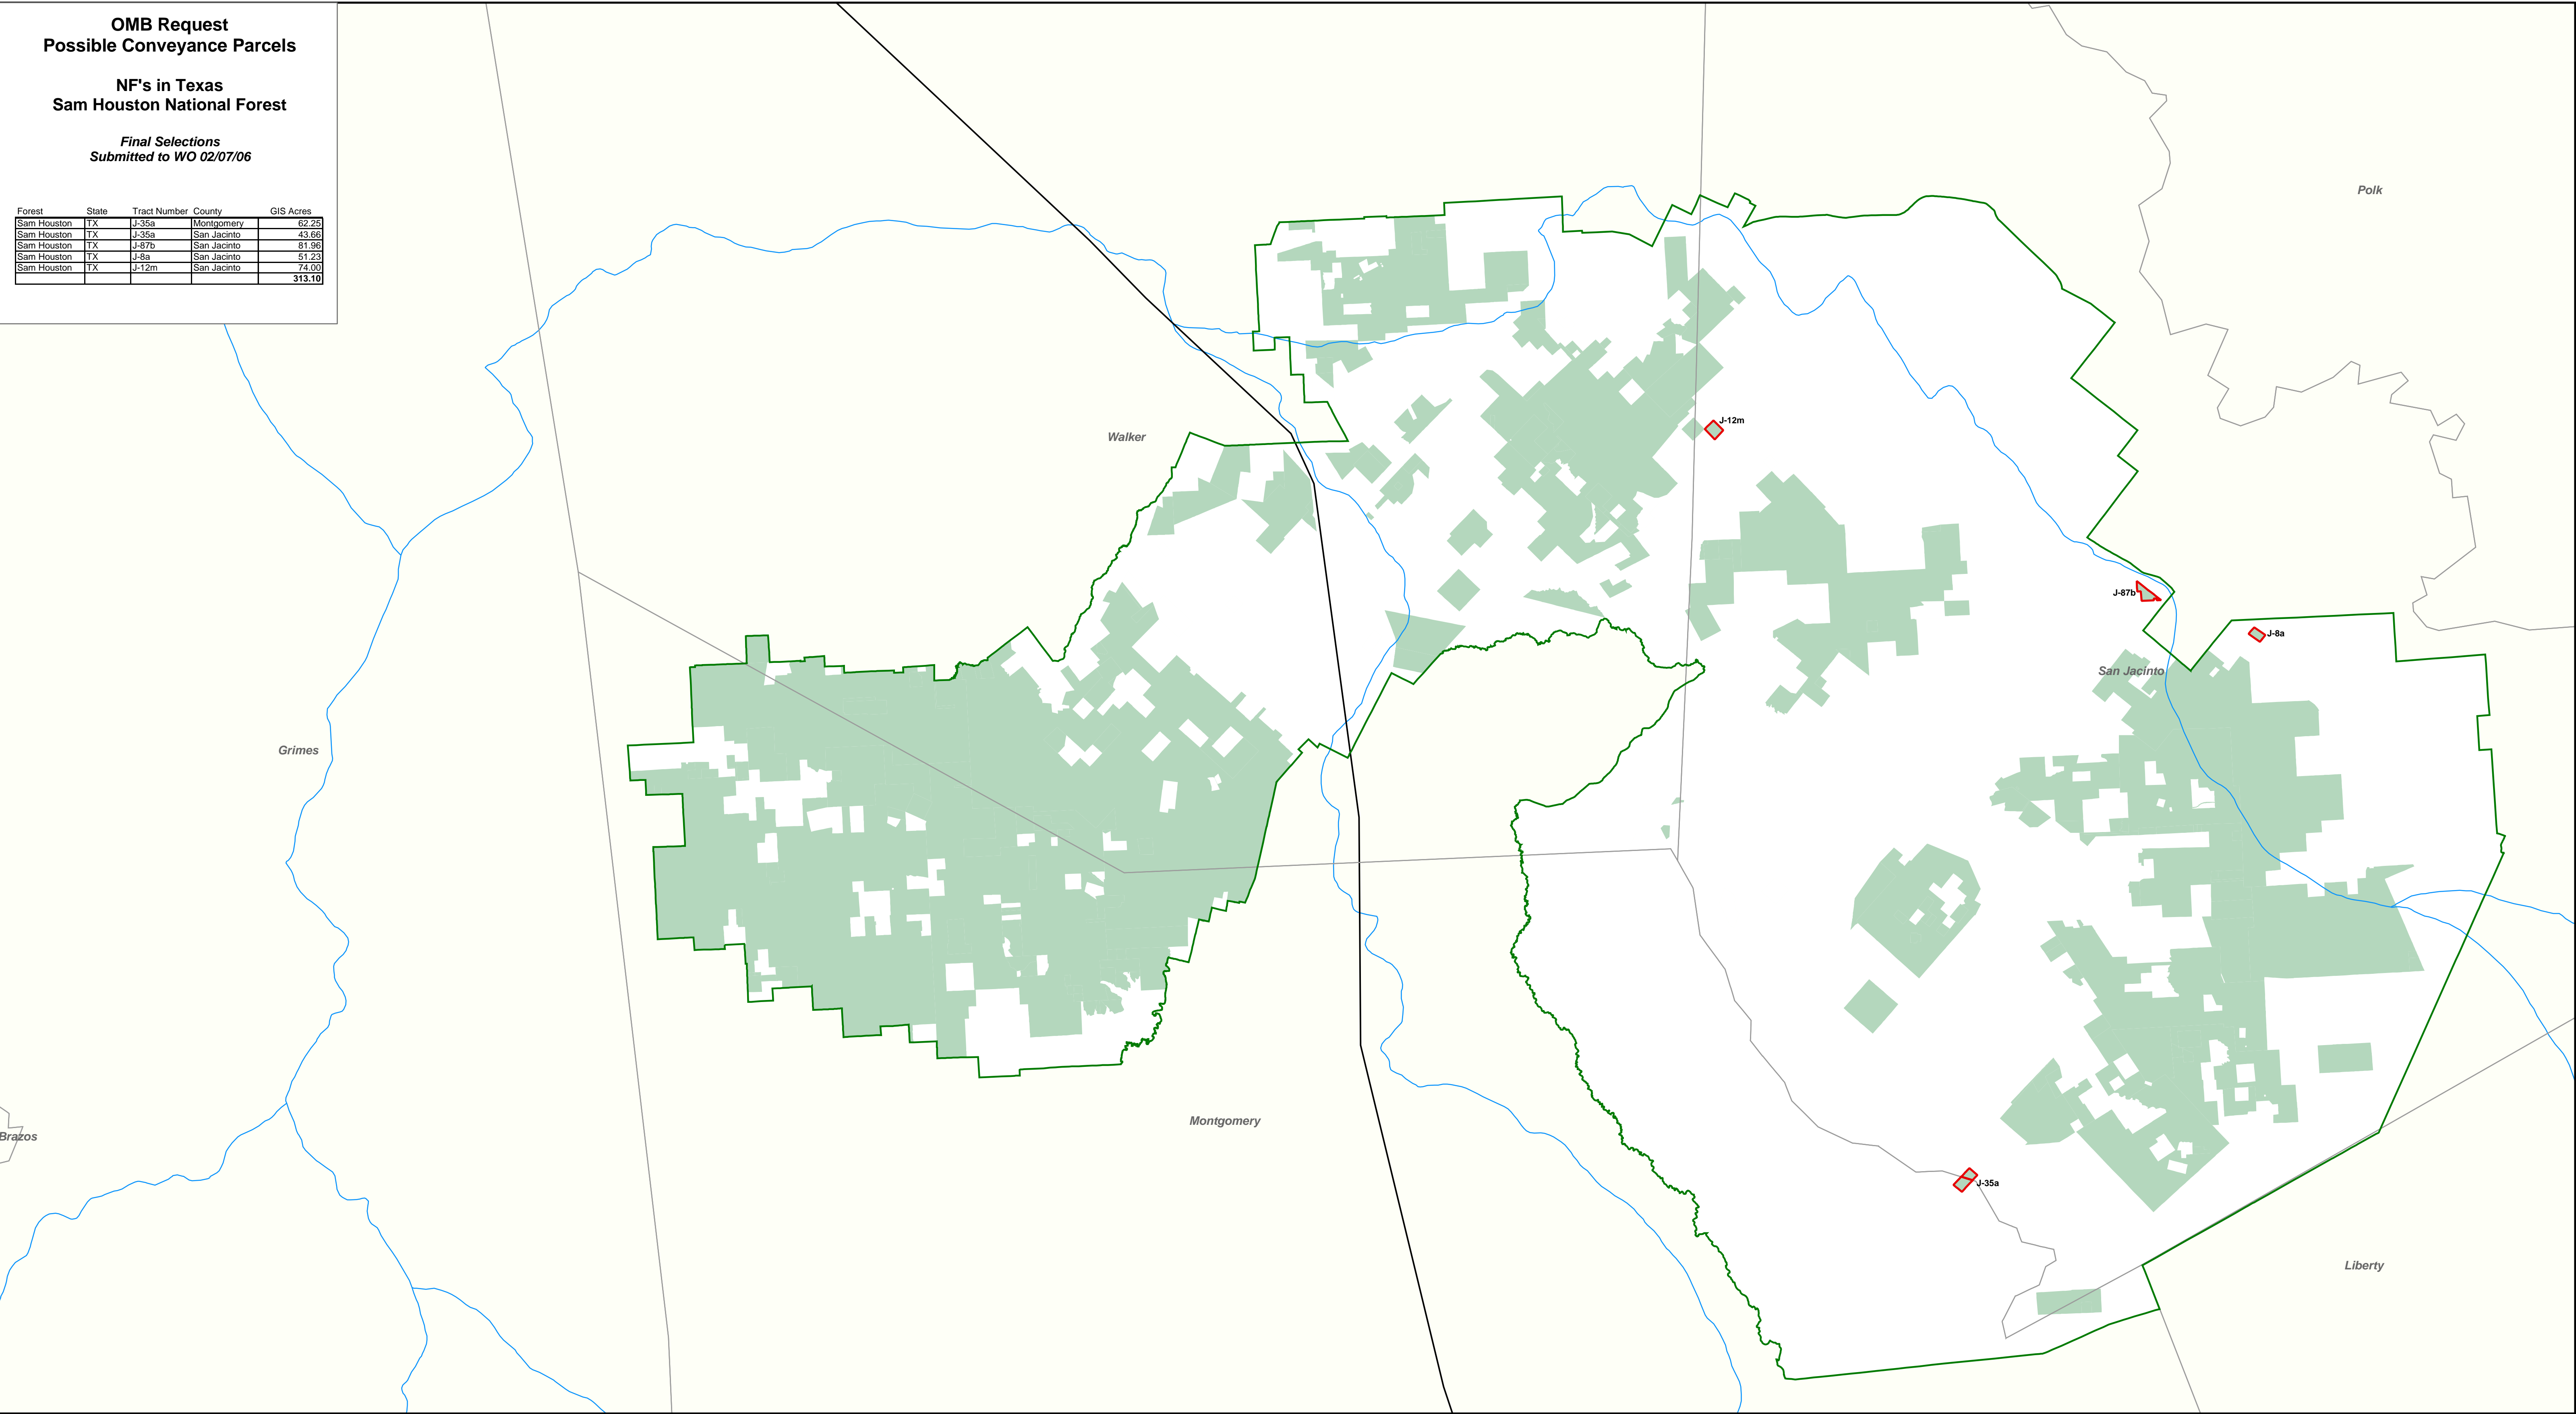 OMB Request
Possible Conveyance Parcels
NF's in Texas
Sam Houston National Forest
Final Selections
Submitted to WO 02/07/06
Forest State Tract Number County GIS Acres
Sam Houston TX J-35a Montgomery 62.25
Sam Houston TX J-35a San Jacinto 43.66
Sam Houston TX J-87b San Jacinto 81.96
Sam Houston TX J-8a San Jacinto 51.23
Sam Houston TX J-12m San Jacinto 74.00
313.10
Polk
J-12m
Walker
J-87b
J-8a
San Jacinto
Grimes
Montgomery
Brazos
J-35a
Liberty